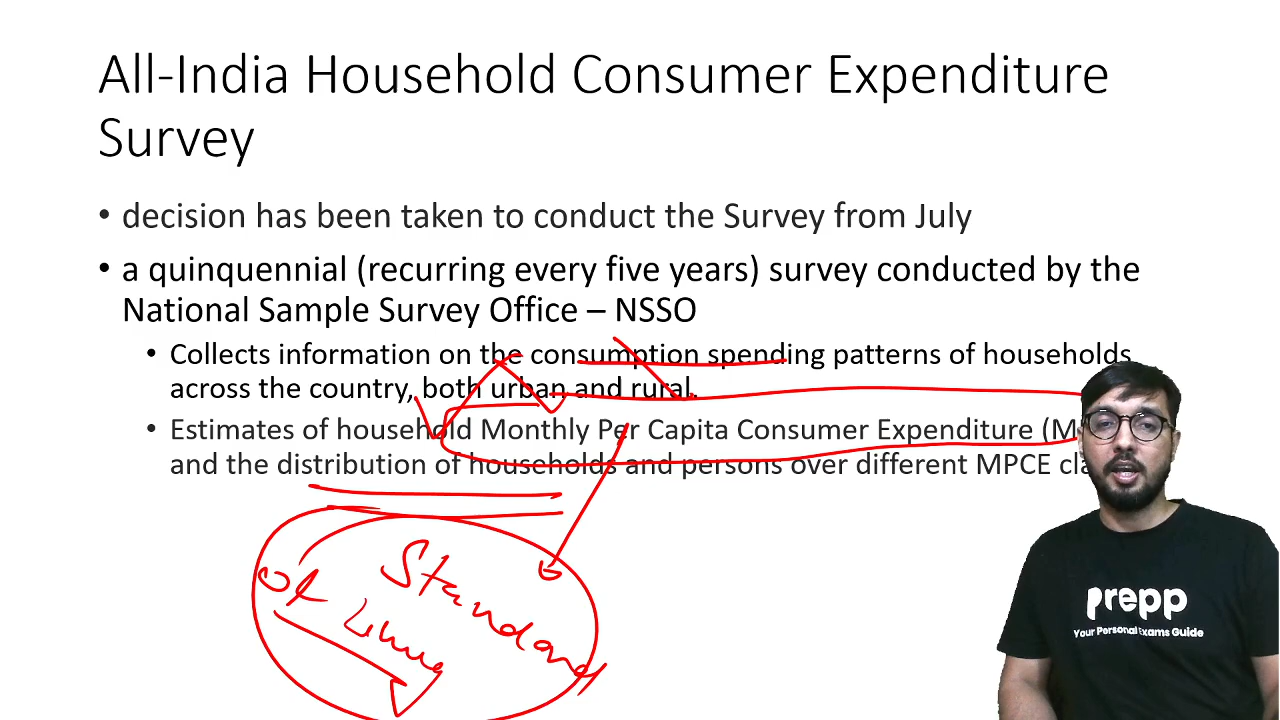 All-India Household Consumer Expenditure
Survey
• decision has been taken to conduct the Survey from July
• a quinquennial (recurring every five years) survey conducted by the
National Sample Survey Office – NSSO
• Collects information on the consumption spending patterns of households
across the country, both urban and rural.
• Estimates of household Monthly Per Capita Consumer Expenditure
and the distribution of households and persons over different MPCE
Standard
of
prepp
Your Personal Exams Guide